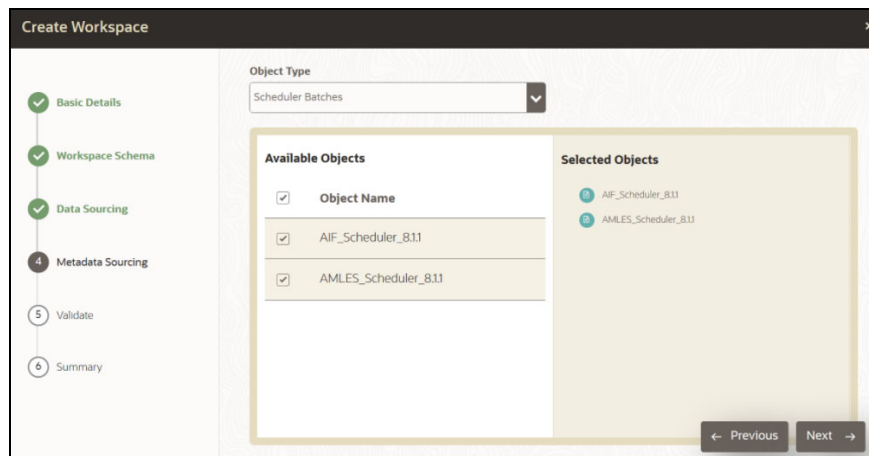 Create Workspace
Basic Details
Workspace Schema
Data Sourcing
4 Metadata Sourcing
5 Validate
6 Summary
Object Type
Scheduler Batches
Available Objects
Object Name
AIF_Scheduler_8.1.1
AMLES_Scheduler_8.1.1
Selected Objects
AIF_Scheduler_8.1.1
AMLES_Scheduler_8.1.1
← Previous
Next →